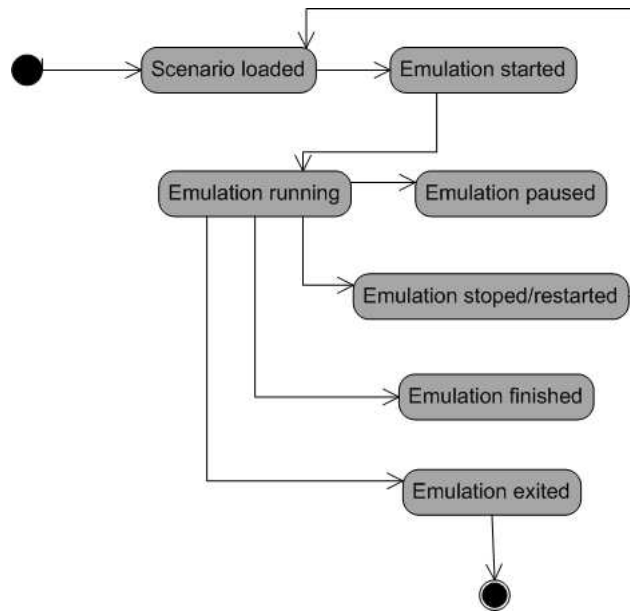 Scenario loaded
Emulation started
Emulation running
Emulation paused
Emulation stoped/restarted
Emulation finished
Emulation exited